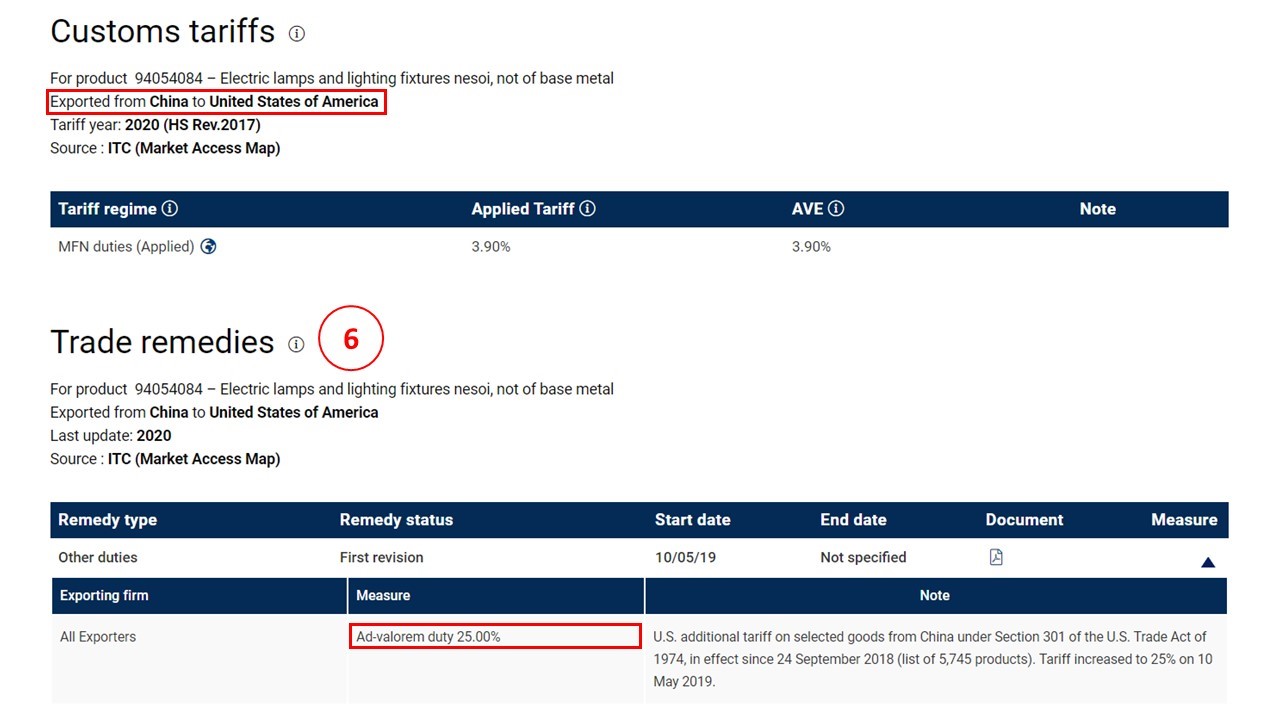 Customs tariffs
For product 94054084 – Electric lamps and lighting fixtures nesoi, not of base metal
Exported from China to United States of America
Tariff year: 2020 (HS Rev.2017)
Source : ITC (Market Access Map)
Tariff regime Applied Tariff AVE Note
MFN duties (Applied) 3.90% 3.90%
Trade remedies 6
For product 94054084 – Electric lamps and lighting fixtures nesoi, not of base metal
Exported from China to United States of America
Last update: 2020
Source : ITC (Market Access Map)
Remedy type Remedy status Start date End date Document Measure
Other duties First revision 10/05/19 Not specified
Exporting firm Measure Note
All Exporters Ad-valorem duty 25.00% U.S. additional tariff on selected goods from China under Section 301 of the U.S. Trade Act of
1974, in effect since 24 September 2018 (list of 5,745 products). Tariff increased to 25% on 10
May 2019.